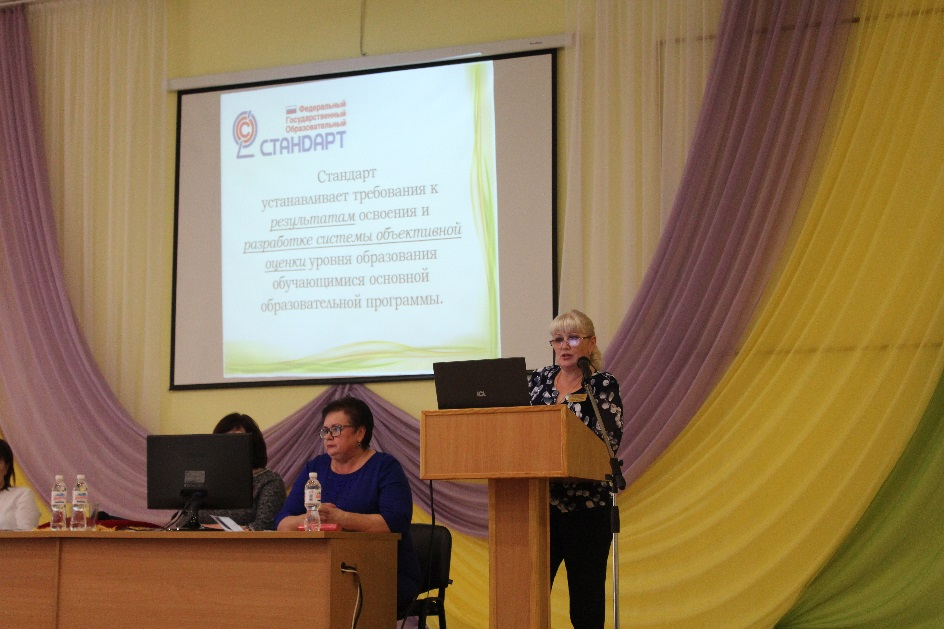 Федеральный
Государственный
Образовательный
СТАНДАРТ
Стандарт
устанавливает требования к
результатам освоения и
разработке системы объективной
оценки уровня образования
обучающимися основной
образовательной программы.
ICL